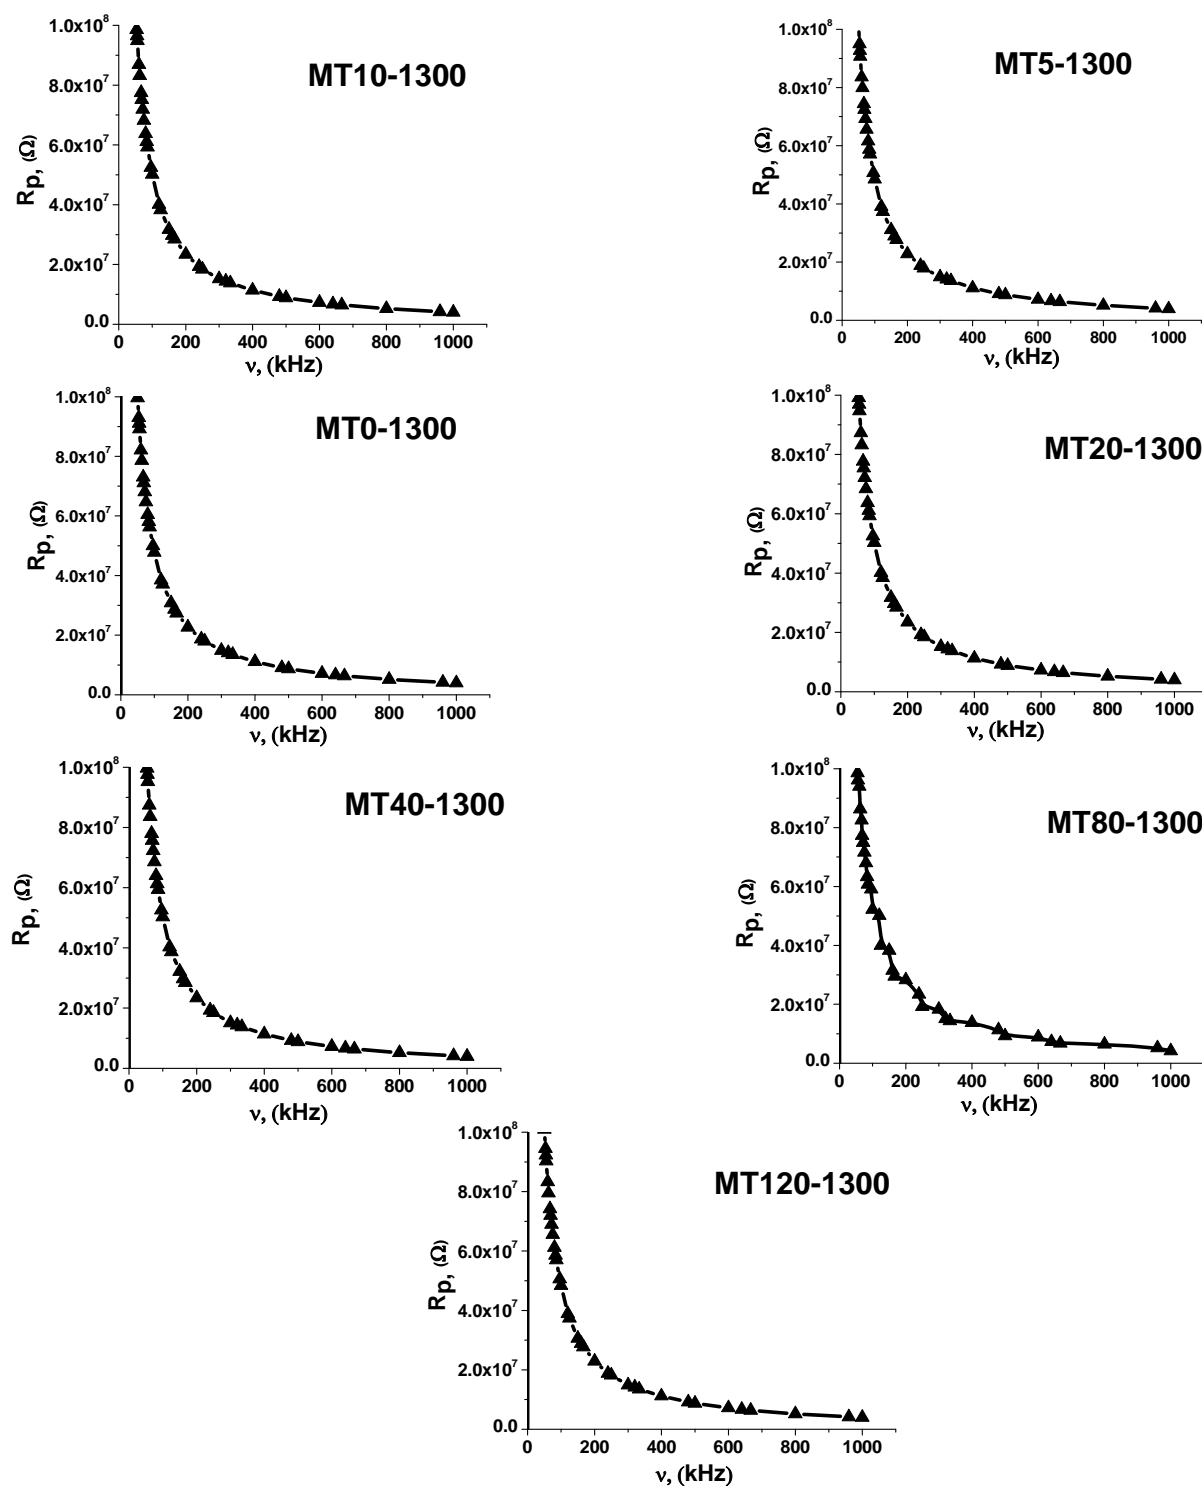 MT10-1300
1.0x10⁸
8.0x10⁷
6.0x10⁷
4.0x10⁷
2.0x10⁷
0.0
Rp, (Ω)
0 200 400 600 800 1000
ν, (kHz)
MT5-1300
1.0x10⁸
8.0x10⁷
6.0x10⁷
4.0x10⁷
2.0x10⁷
0.0
Rp, (Ω)
0 200 400 600 800 1000
ν, (kHz)
MT0-1300
1.0x10⁸
8.0x10⁷
6.0x10⁷
4.0x10⁷
2.0x10⁷
0.0
Rp, (Ω)
0 200 400 600 800 1000
ν, (kHz)
MT20-1300
1.0x10⁸
8.0x10⁷
6.0x10⁷
4.0x10⁷
2.0x10⁷
0.0
Rp, (Ω)
0 200 400 600 800 1000
ν, (kHz)
MT40-1300
1.0x10⁸
8.0x10⁷
6.0x10⁷
4.0x10⁷
2.0x10⁷
0.0
Rp, (Ω)
0 200 400 600 800 1000
ν, (kHz)
MT80-1300
1.0x10⁸
8.0x10⁷
6.0x10⁷
4.0x10⁷
2.0x10⁷
0.0
Rp, (Ω)
0 200 400 600 800 1000
ν, (kHz)
MT120-1300
1.0x10⁸
8.0x10⁷
6.0x10⁷
4.0x10⁷
2.0x10⁷
0.0
Rp, (Ω)
0 200 400 600 800 1000
ν, (kHz)